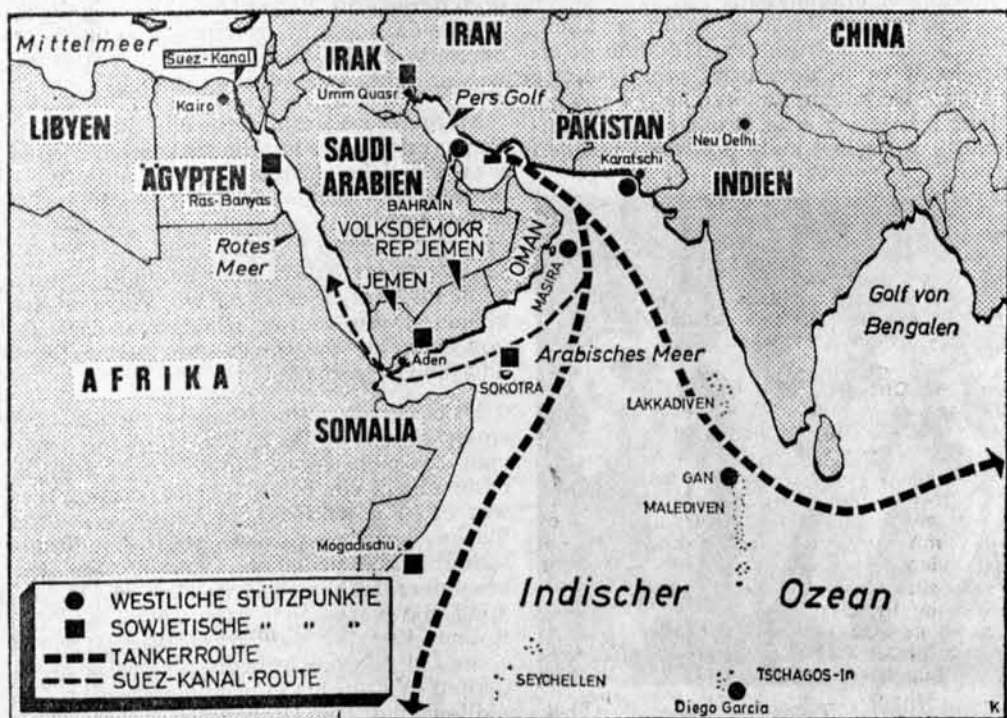 Mittelmeer
Suez-Kanal
IRAK
IRAN
CHINA
Kairo
Umm Quasr
Pers. Golf
LIBYEN
SAUDI-
ARABIEN
PAKISTAN
Karatschi
Neu Delhi
INDIEN
ÄGYPTEN
Ras-Banyas
BAHRAIN
Rotes
Meer
VOLKSDEMOKR.
REP. JEMEN
JEMEN
OMAN
MASIRA
Golf von
Bengalen
Aden
Arabisches Meer
SOKOTRA
AFRIKA
LAKKADIVEN
SOMALIA
GAN
MALEDIVEN
Mogadischu
Indischer Ozean
WESTLICHE STÜTZPUNKTE
SOWJETISCHE " " "
TANKERROUTE
SUEZ-KANAL-ROUTE
SEYCHELLEN
TSCHAGOS-In
Diego Garcia
k